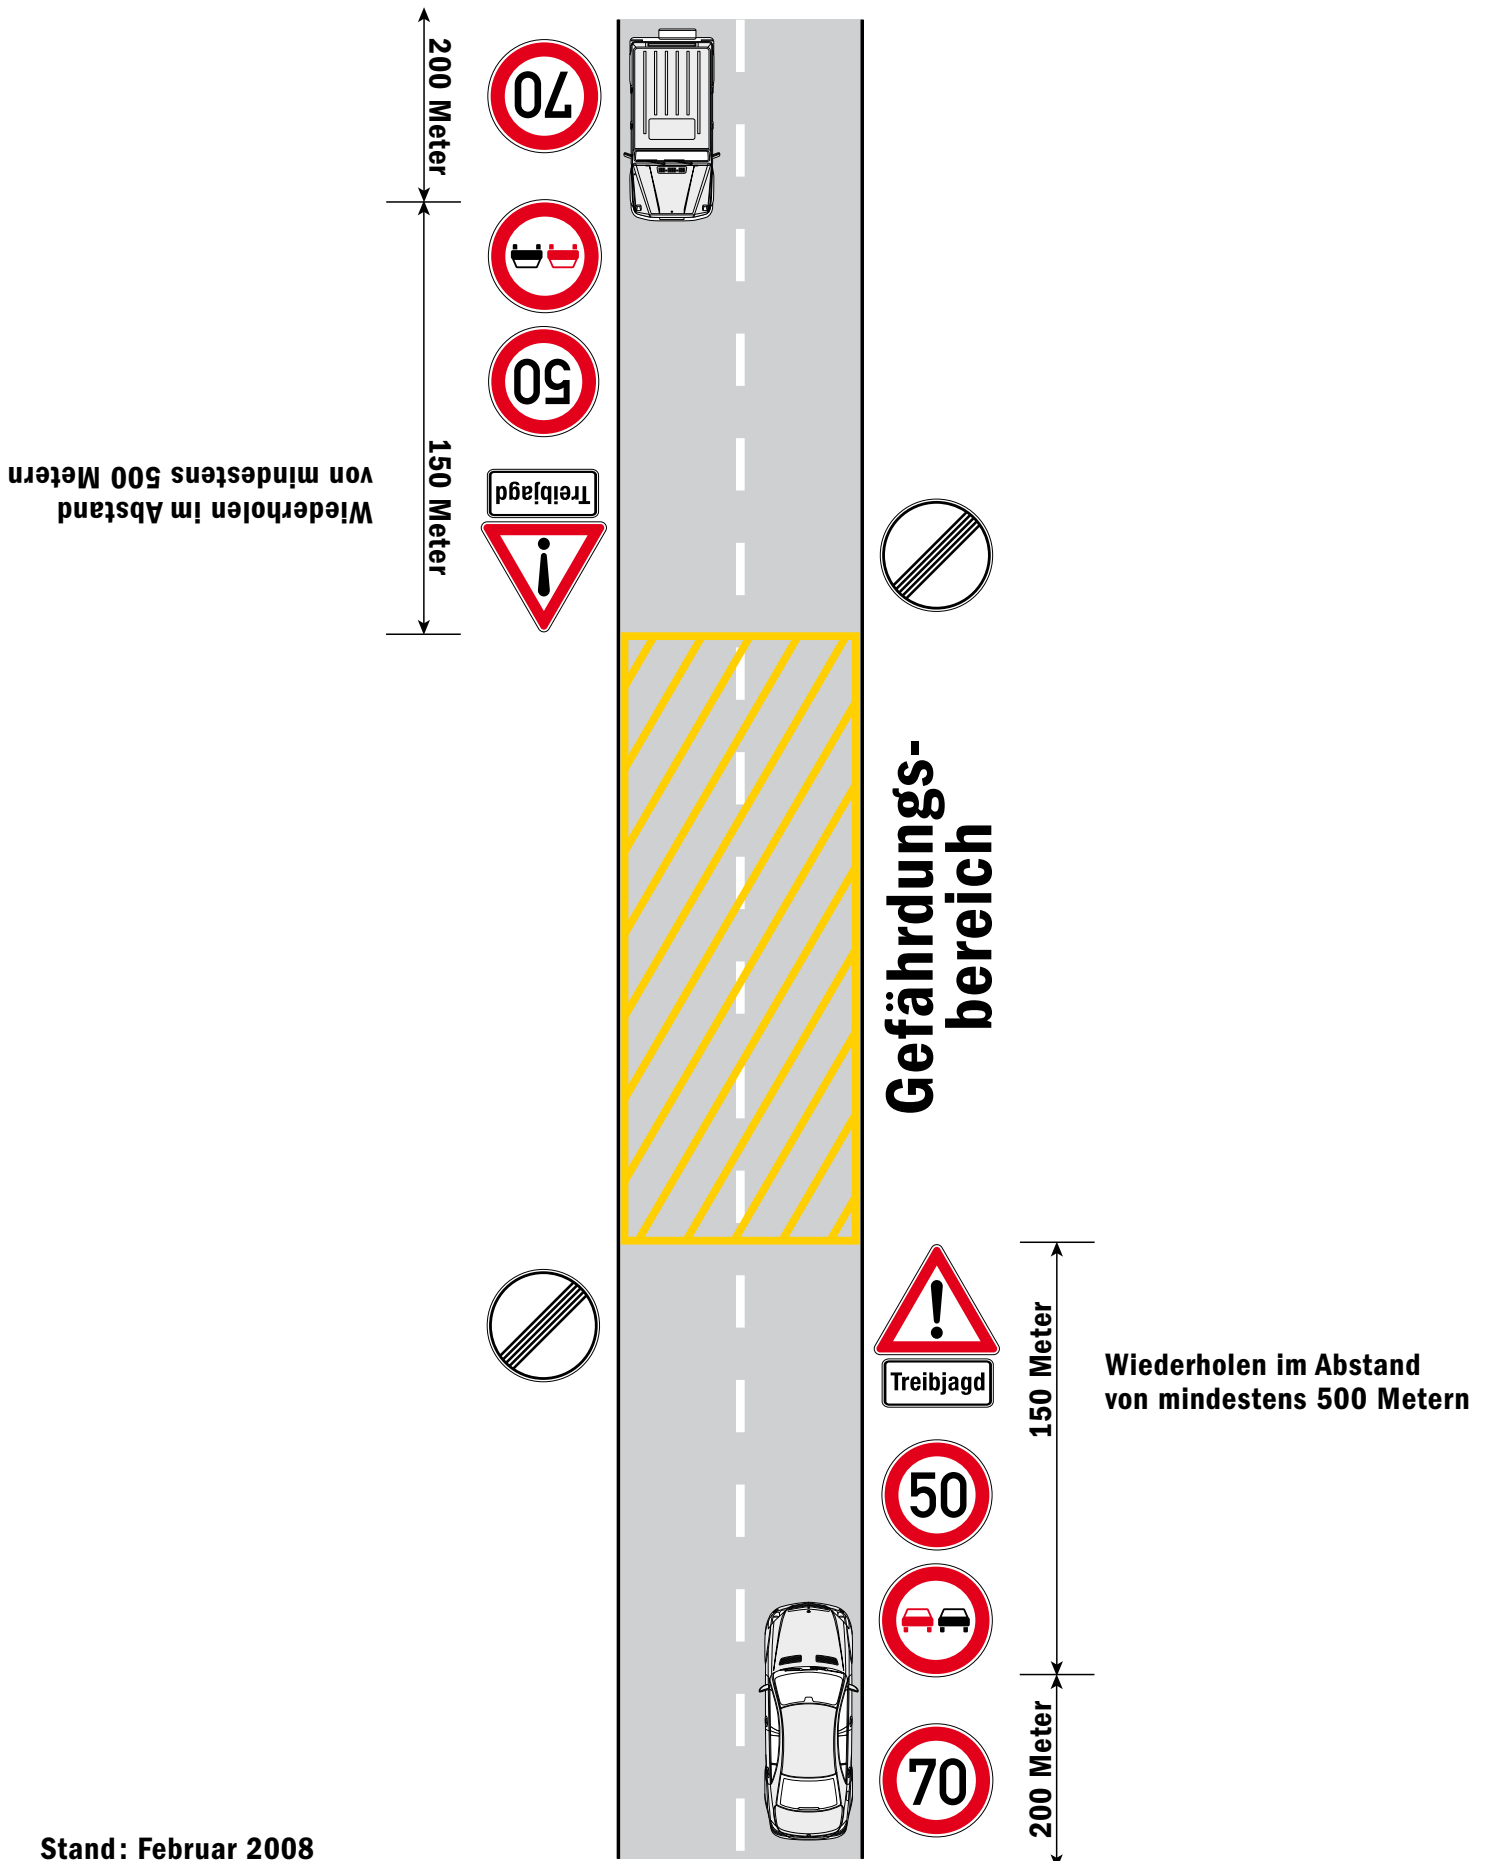 200 Meter
70
50
150 Meter
Wiederholen im Abstand
von mindestens 500 Metern
Treibjagd
Gefährdungs-
bereich
Treibjagd
150 Meter
Wiederholen im Abstand
von mindestens 500 Metern
50
70
200 Meter
Stand: Februar 2008